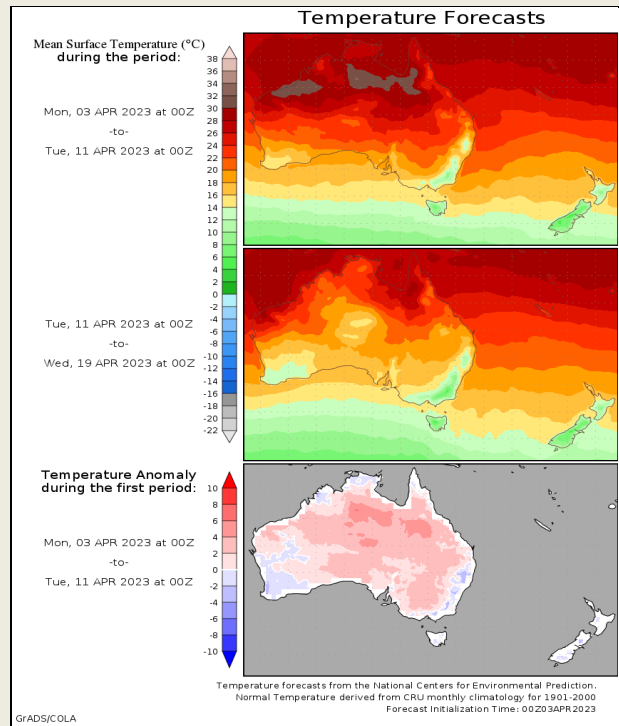 Temperature Forecasts
Mean Surface Temperature (°C)
during the period:
38
36
34
32
30
28
26
24
22
20
18
16
14
12
10
8
6
4
2
0
-2
-4
-6
-8
-10
-12
-14
-16
-18
-20
-22
Mon, 03 APR 2023 at 00Z
-to-
Tue, 11 APR 2023 at 00Z
Tue, 11 APR 2023 at 00Z
-to-
Wed, 19 APR 2023 at 00Z
Temperature Anomaly
during the first period:
10
8
6
4
2
0
-2
-4
-6
-8
-10
Mon, 03 APR 2023 at 00Z
-to-
Tue, 11 APR 2023 at 00Z
Temperature forecasts from the National Centers for Environmental Prediction.
Normal Temperature derived from CRU monthly climatology for 1901-2000
Forecast Initialization Time: 00Z03APR2023
GrADS/COLA